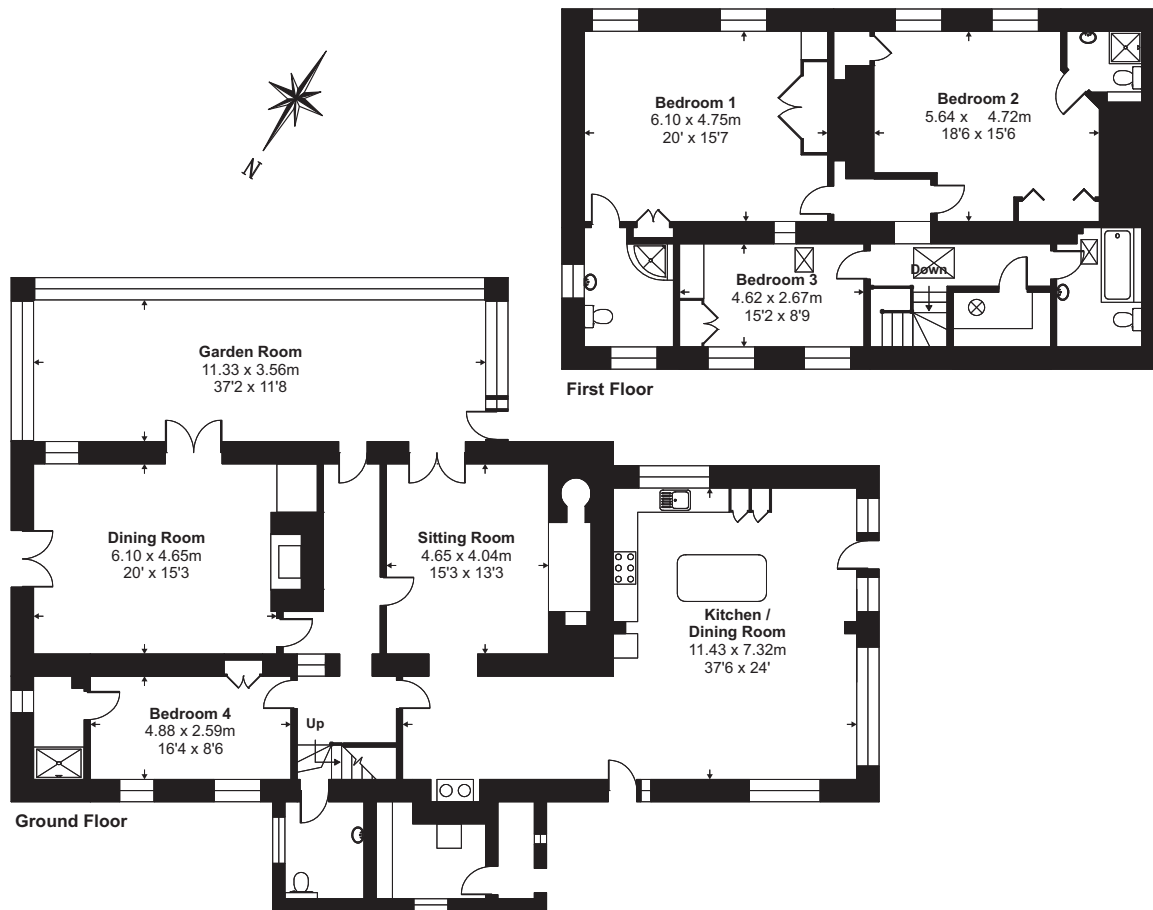 N
Bedroom 1
6.10 x 4.75m
20' x 15'7
Bedroom 2
5.64 x 4.72m
18'6 x 15'6
Bedroom 3
4.62 x 2.67m
15'2 x 8'9
Down
First Floor
Garden Room
11.33 x 3.56m
37'2 x 11'8
Dining Room
6.10 x 4.65m
20' x 15'3
Sitting Room
4.65 x 4.04m
15'3 x 13'3
Kitchen /
Dining Room
11.43 x 7.32m
37'6 x 24'
Bedroom 4
4.88 x 2.59m
16'4 x 8'6
Up
Ground Floor